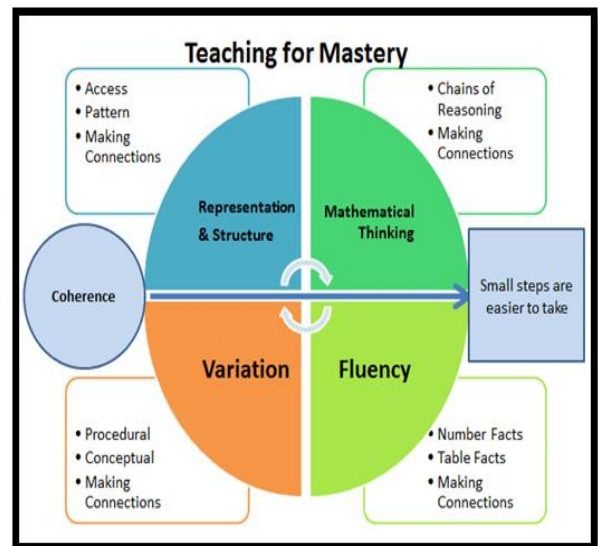 Teaching for Mastery
• Access
• Pattern
• Making
Connections
• Chains of
Reasoning
• Making
Connections
Representation
& Structure
Mathematical
Thinking
Coherence
Small steps are
easier to take
Variation
Fluency
• Procedural
• Conceptual
• Making
Connections
• Number Facts
• Table Facts
• Making
Connections